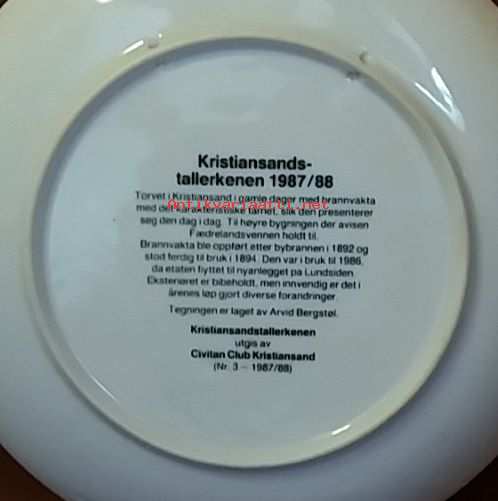 Kristiansands-
tallerkenen 1987/88
Torvet i Kristiansand i gamle dager med brannvakta
Antikvariaatti.net
med det karakteristiske tårnet, slik den presenterer
seg den dag i dag. Til høyre bygningen der avisen
Fædrelandsvennen holdt til.
Brannvakta ble oppført etter bybrannen i 1892 og
stod ferdig til bruk i 1894. Den var i bruk til 1986,
da etaten flyttet til nyanlegget på Lundsiden
Eksteriøret er bibeholdt, men innvendig er det i
årenes løp gjort diverse forandringer.
Tegningen er laget av Arvid Bergstøl.
Kristiansandstallerkenen
utgis av
Civitan Club Kristiansand
(Nr. 3 – 1987/88)